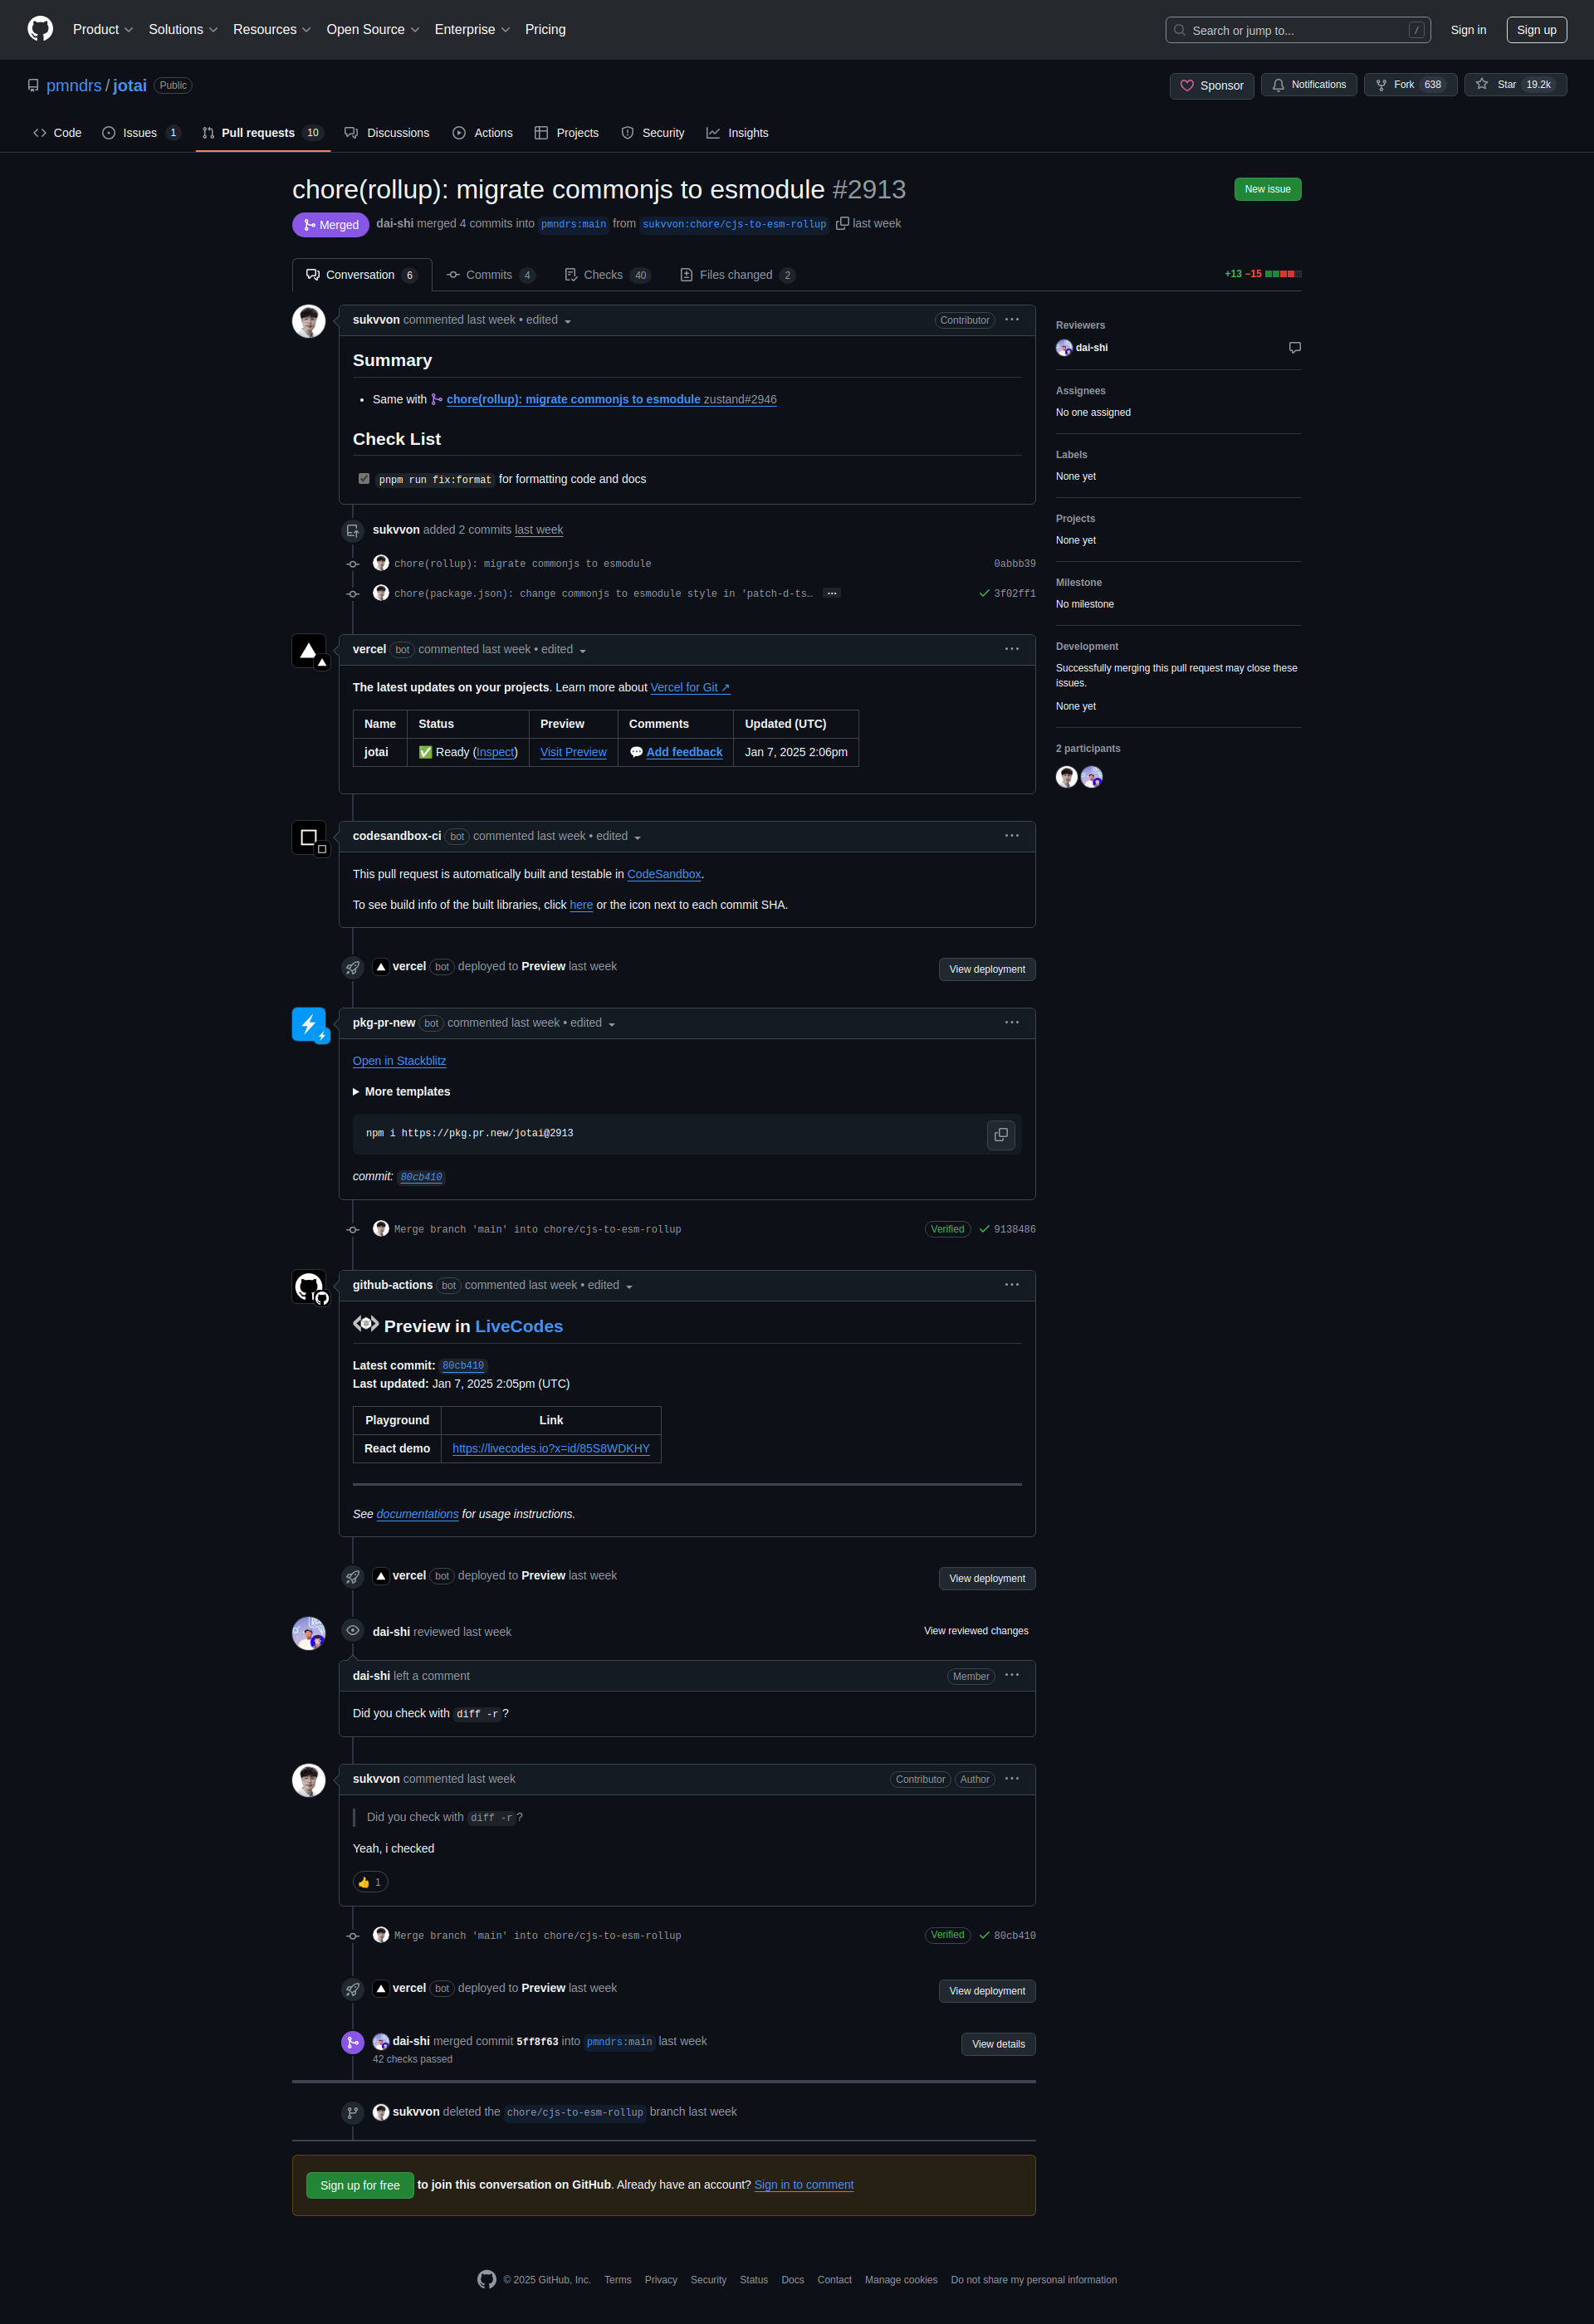 Product Solutions Resources Open Source Enterprise Pricing Search or jump to... / Sign in Sign up
pmndrs / jotai Public Sponsor Notifications Fork 638 Star 19.2k
Code Issues 1 Pull requests 10 Discussions Actions Projects Security Insights
chore(rollup): migrate commonjs to esmodule #2913 New issue
Merged dai-shi merged 4 commits into pmndrs:main from sukvvon:chore/cjs-to-esm-rollup last week
Conversation 6 Commits 4 Checks 40 Files changed 2 +13 −15
sukvvon commented last week • edited Contributor
Summary
Same with chore(rollup): migrate commonjs to esmodule zustand#2946
Check List
pnpm run fix:format for formatting code and docs
sukvvon added 2 commits last week
chore(rollup): migrate commonjs to esmodule 0abbb39
chore(package.json): change commonjs to esmodule style in 'patch-d-ts… … 3f02ff1
vercel bot commented last week • edited
The latest updates on your projects. Learn more about Vercel for Git ↗
Name Status Preview Comments Updated (UTC)
jotai ✅ Ready (Inspect) Visit Preview 💬 Add feedback Jan 7, 2025 2:06pm
codesandbox-ci bot commented last week • edited
This pull request is automatically built and testable in CodeSandbox.
To see build info of the built libraries, click here or the icon next to each commit SHA.
vercel bot deployed to Preview last week View deployment
pkg-pr-new bot commented last week • edited
Open in Stackblitz
More templates
npm i https://pkg.pr.new/jotai@2913
commit: 80cb410
Merge branch 'main' into chore/cjs-to-esm-rollup Verified 9138486
github-actions bot commented last week • edited
Preview in LiveCodes
Latest commit: 80cb410
Last updated: Jan 7, 2025 2:05pm (UTC)
Playground Link
React demo https://livecodes.io?x=id/85S8WDKHY
See documentations for usage instructions.
vercel bot deployed to Preview last week View deployment
dai-shi reviewed last week View reviewed changes
dai-shi left a comment Member
Did you check with diff -r?
sukvvon commented last week Contributor Author
Did you check with diff -r?
Yeah, i checked
👍 1
Merge branch 'main' into chore/cjs-to-esm-rollup Verified 80cb410
vercel bot deployed to Preview last week View deployment
dai-shi merged commit 5ff8f63 into pmndrs:main last week View details
42 checks passed
sukvvon deleted the chore/cjs-to-esm-rollup branch last week
Sign up for free to join this conversation on GitHub. Already have an account? Sign in to comment
Reviewers
dai-shi
Assignees
No one assigned
Labels
None yet
Projects
None yet
Milestone
No milestone
Development
Successfully merging this pull request may close these
issues.
None yet
2 participants
© 2025 GitHub, Inc. Terms Privacy Security Status Docs Contact Manage cookies Do not share my personal information